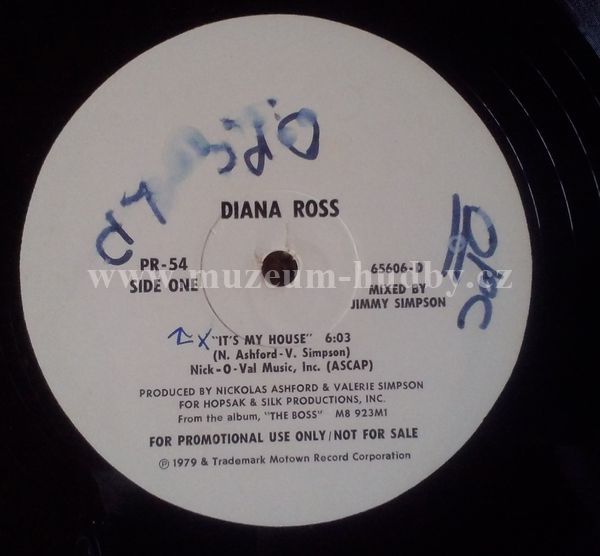 DIANA ROSS
PR-54
SIDE ONE
65606-D
MIXED BY
JIMMY SIMPSON
www.muzeum-hudby.cz
X "IT'S MY HOUSE" 6:03
(N. Ashford-V. Simpson)
Nick-O-Val Music, Inc. (ASCAP)
PRODUCED BY NICKOLAS ASHFORD & VALERIE SIMPSON
FOR HOPSAK & SILK PRODUCTIONS, INC.
From the album, "THE BOSS" M8 923M1
FOR PROMOTIONAL USE ONLY/NOT FOR SALE
℗ 1979 & Trademark Motown Record Corporation